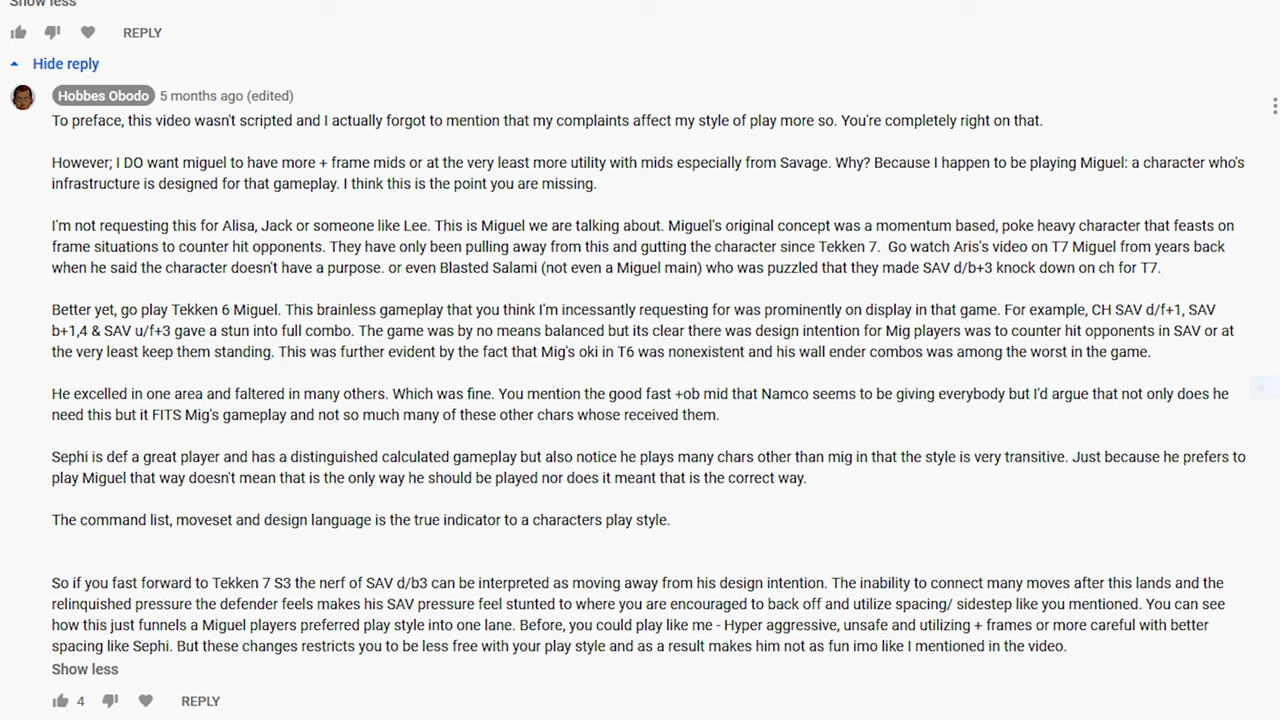 Show less
REPLY
Hide reply
Hobbes Obodo 5 months ago (edited)
To preface, this video wasn't scripted and I actually forgot to mention that my complaints affect my style of play more so. You're completely right on that.
However; I DO want miguel to have more + frame mids or at the very least more utility with mids especially from Savage. Why? Because I happen to be playing Miguel: a character who's
infrastructure is designed for that gameplay. I think this is the point you are missing.
I'm not requesting this for Alisa, Jack or someone like Lee. This is Miguel we are talking about. Miguel's original concept was a momentum based, poke heavy character that feasts on
frame situations to counter hit opponents. They have only been pulling away from this and gutting the character since Tekken 7.  Go watch Aris's video on T7 Miguel from years back
when he said the character doesn't have a purpose. or even Blasted Salami (not even a Miguel main) who was puzzled that they made SAV d/b+3 knock down on ch for T7.
Better yet, go play Tekken 6 Miguel. This brainless gameplay that you think I'm incessantly requesting for was prominently on display in that game. For example, CH SAV d/f+1, SAV
b+1,4 & SAV u/f+3 gave a stun into full combo. The game was by no means balanced but its clear there was design intention for Mig players was to counter hit opponents in SAV or at
the very least keep them standing. This was further evident by the fact that Mig's oki in T6 was nonexistent and his wall ender combos was among the worst in the game.
He excelled in one area and faltered in many others. Which was fine. You mention the good fast +ob mid that Namco seems to be giving everybody but I'd argue that not only does he
need this but it FITS Mig's gameplay and not so much many of these other chars whose received them.
Sephi is def a great player and has a distinguished calculated gameplay but also notice he plays many chars other than mig in that the style is very transitive. Just because he prefers to
play Miguel that way doesn't mean that is the only way he should be played nor does it meant that is the correct way.
The command list, moveset and design language is the true indicator to a characters play style.
So if you fast forward to Tekken 7 S3 the nerf of SAV d/b3 can be interpreted as moving away from his design intention. The inability to connect many moves after this lands and the
relinquished pressure the defender feels makes his SAV pressure feel stunted to where you are encouraged to back off and utilize spacing/ sidestep like you mentioned. You can see
how this just funnels a Miguel players preferred play style into one lane. Before, you could play like me - Hyper aggressive, unsafe and utilizing + frames or more careful with better
spacing like Sephi. But these changes restricts you to be less free with your play style and as a result makes him not as fun imo like I mentioned in the video.
Show less
4 REPLY